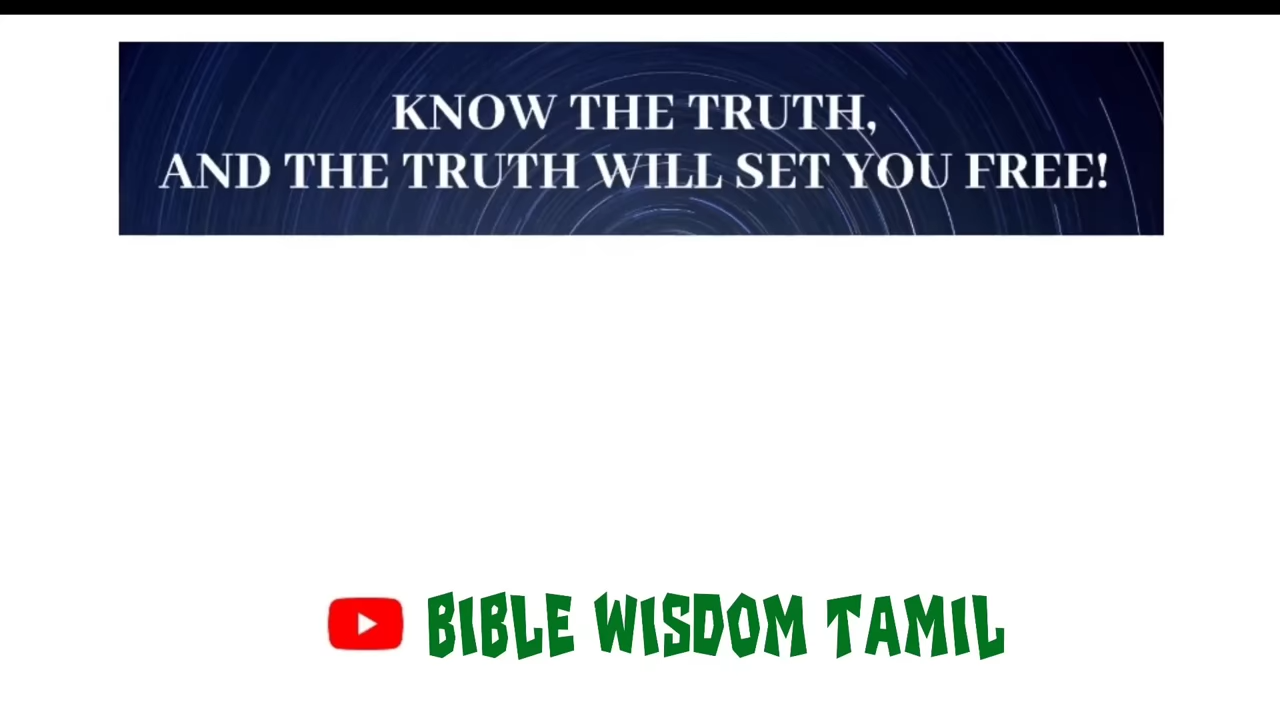 KNOW THE TRUTH,
AND THE TRUTH WILL SET YOU FREE!
BIBLE WISDOM TAMIL